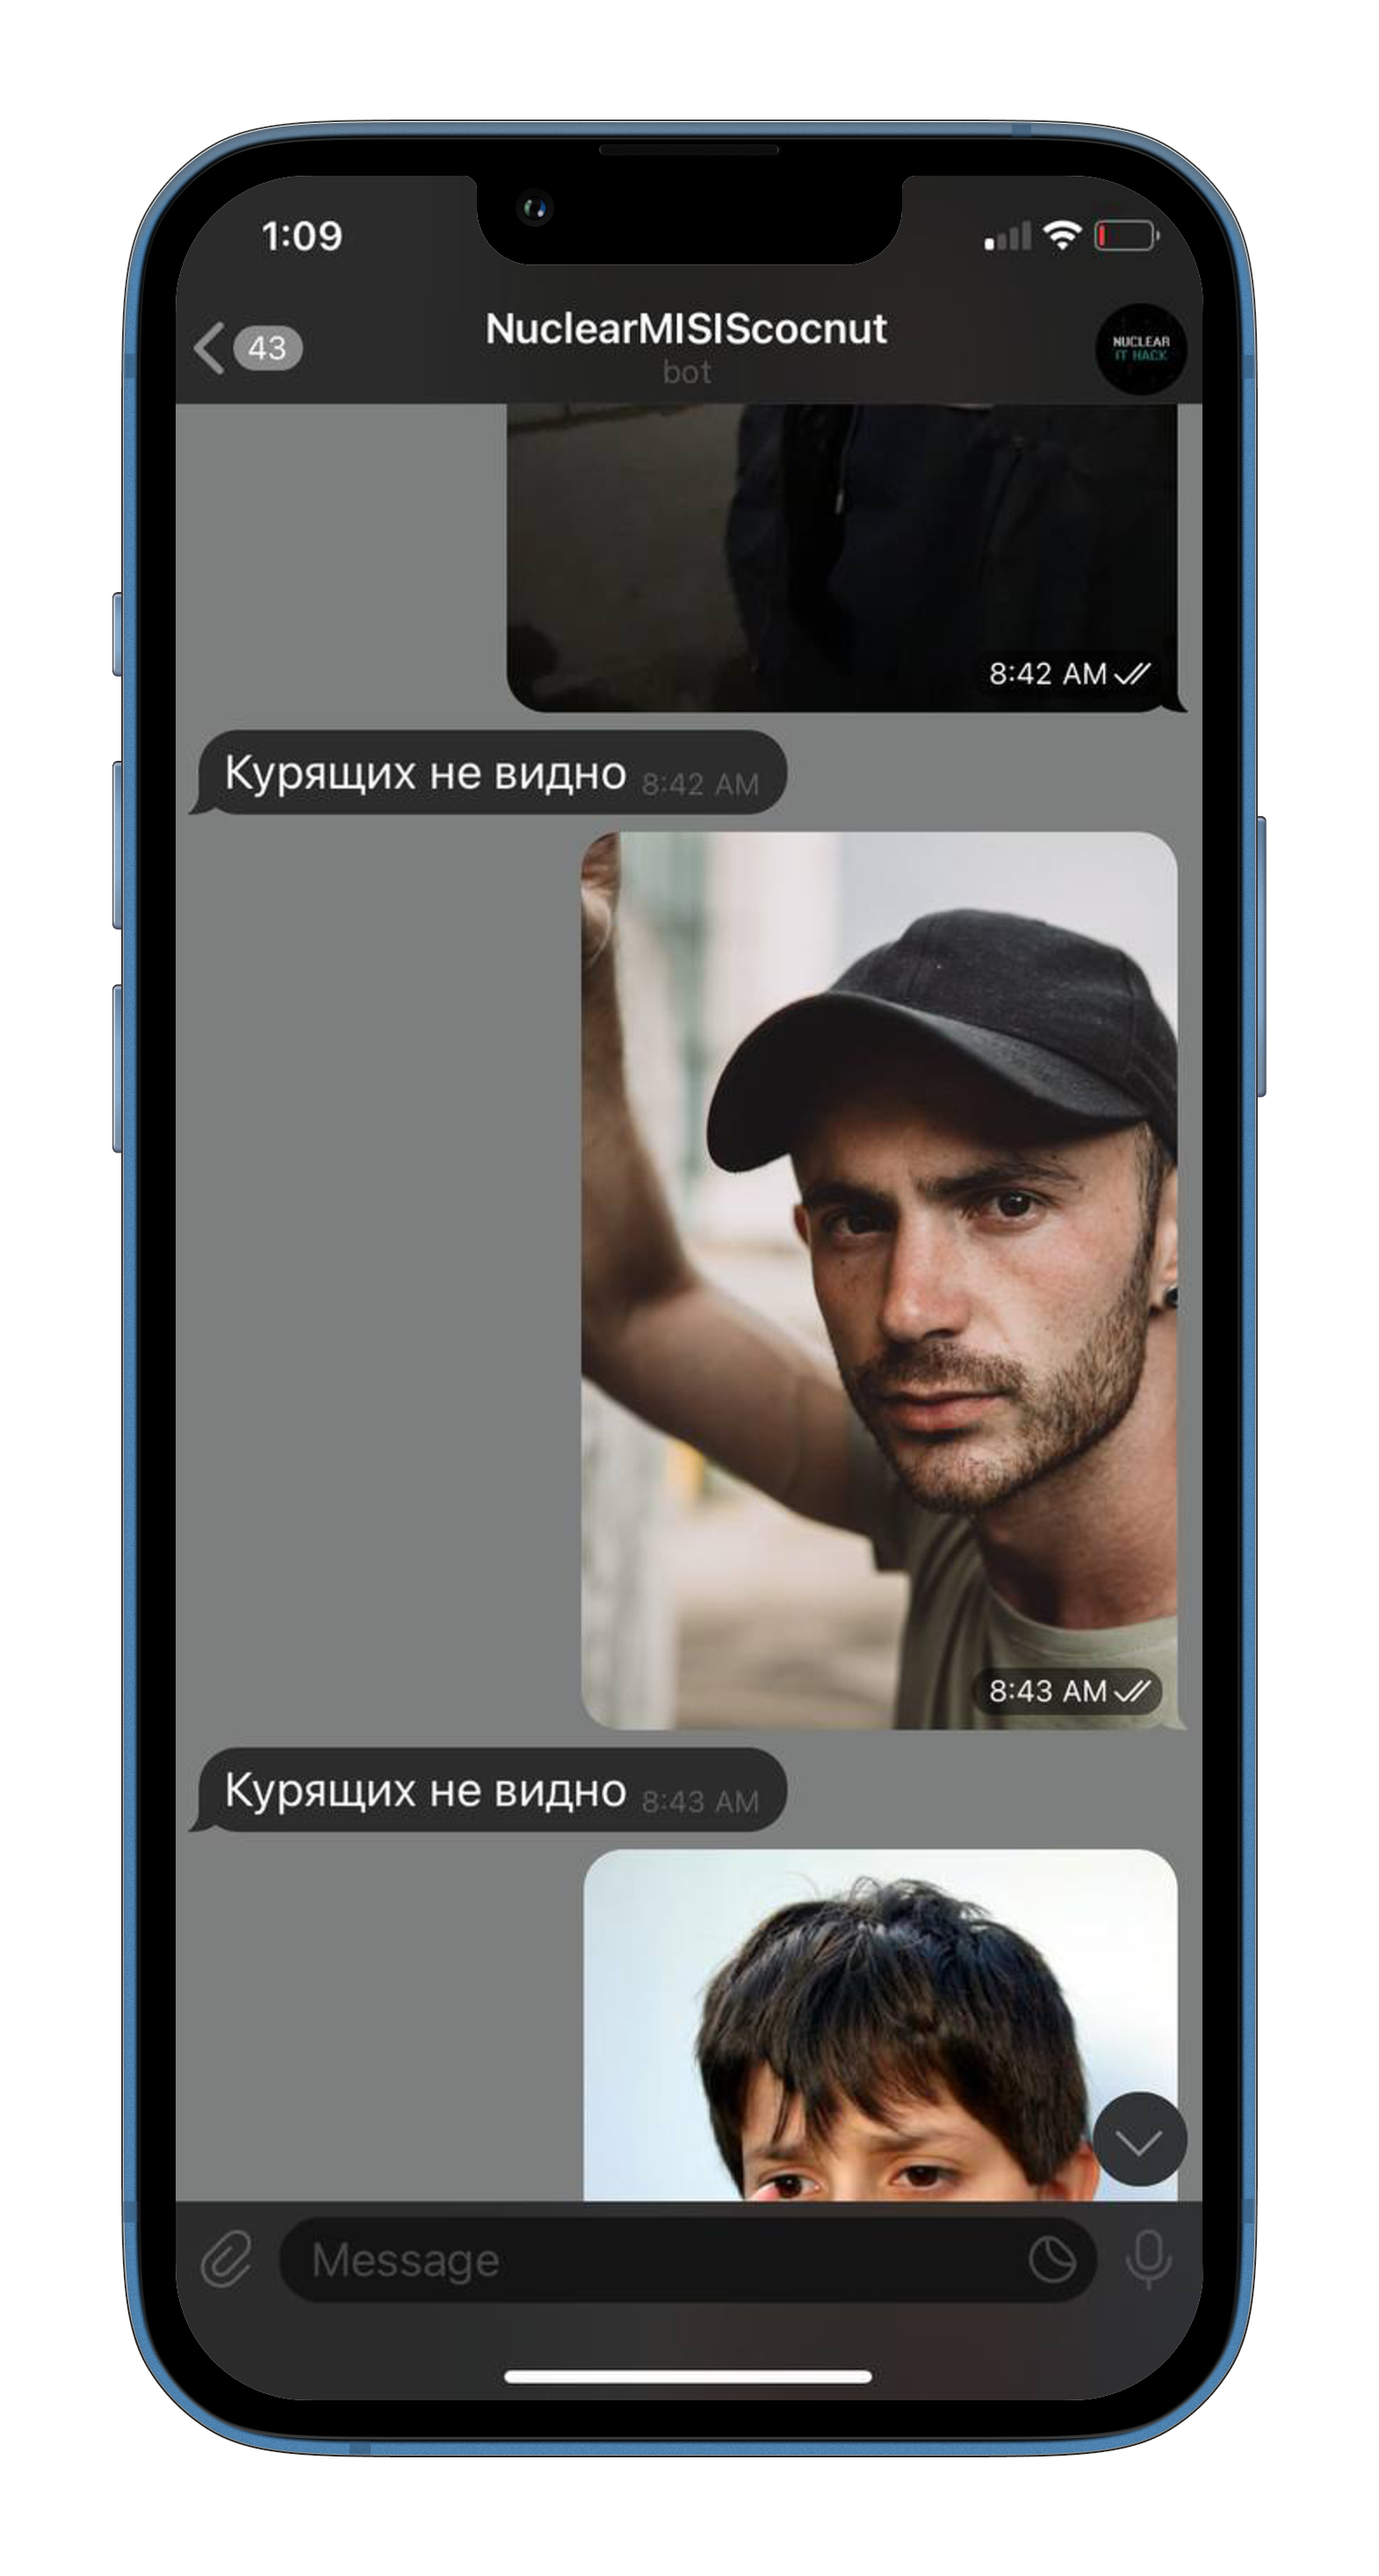 1:09
43
NuclearMISIScocnut
bot
NUCLEAR
IT HACK
8:42 AM
Курящих не видно 8:42 AM
8:43 AM
Курящих не видно 8:43 AM
Message